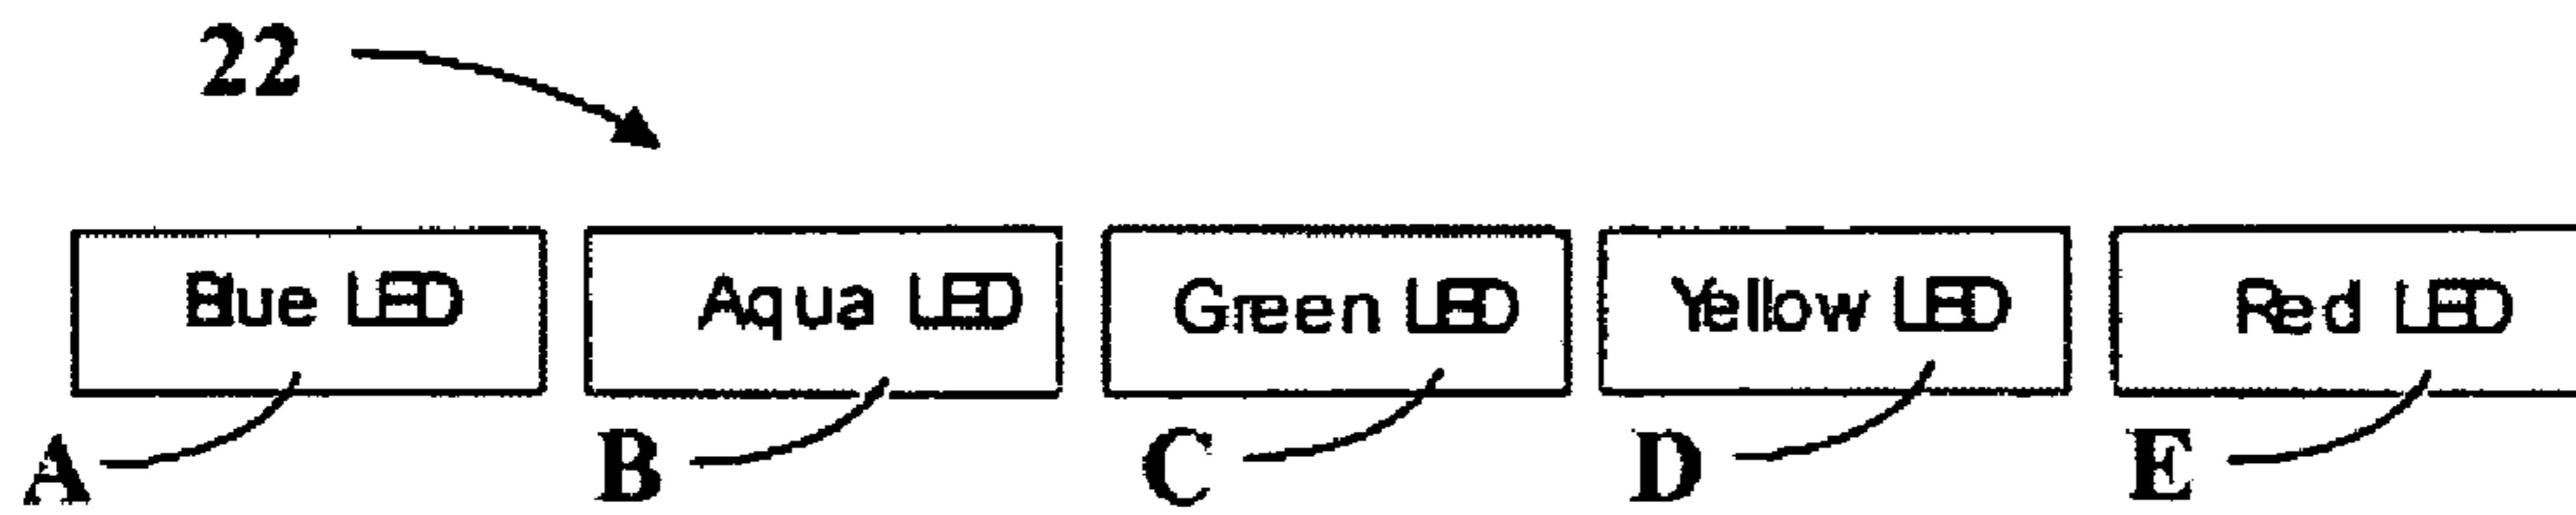 22
Blue LED Aqua LED Green LED Yellow LED Red LED
A B C D E